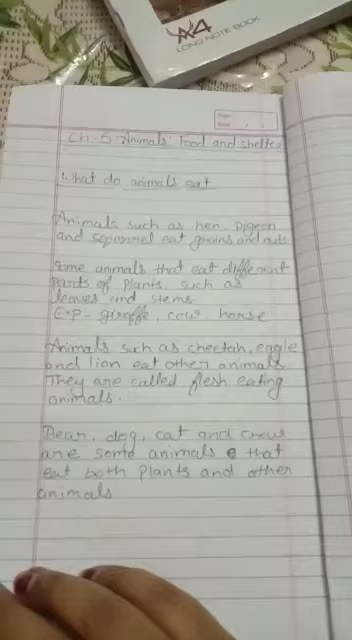 A4
LONG NOTE BOOK
Page
Date
Ch-5 Animals: Food and shelter
What do animals eat
Animals such as hen, Pigeon
and squirrel eat grains and nuts
Some animals that eat different
Parts of plants, such as
leaves and stems.
Exp- giraffe, cow horse
Animals such as cheetah, eagle
and lion eat other animals
They are called flesh eating
animals.
Bear, dog, cat and crow
are some animals that
eat both Plants and other
animals